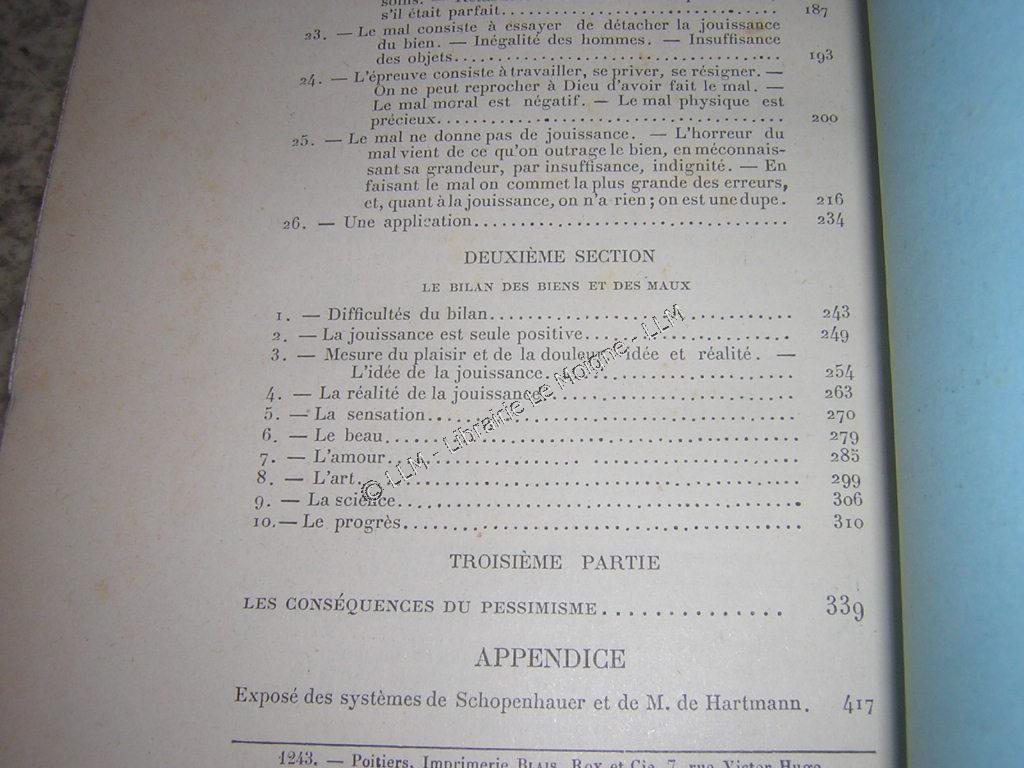 soins. —
s'il était parfait. 187
23. — Le mal consiste à essayer de détacher la jouissance
du bien. — Inégalité des hommes. — Insuffisance
des objets. 193
24. — L'épreuve consiste à travailler, se priver, se résigner. —
On ne peut reprocher à Dieu d'avoir fait le mal. —
Le mal moral est négatif. — Le mal physique est
précieux. 200
25. — Le mal ne donne pas de jouissance. — L'horreur du
mal vient de ce qu'on outrage le bien, en méconnais-
sant sa grandeur, par insuffisance, indignité. — En
faisant le mal on commet la plus grande des erreurs,
et, quant à la jouissance, on n'a rien ; on est une dupe. 216
26. — Une application. 234
DEUXIÈME SECTION
LE BILAN DES BIENS ET DES MAUX
1. — Difficultés du bilan. 243
2. — La jouissance est seule positive. 249
3. — Mesure du plaisir et de la douleur idée et réalité. —
L'idée de la jouissance. 254
4. — La réalité de la jouissance. 263
5. — La sensation. 270
6. — Le beau. 279
7. — L'amour. 285
8. — L'art. 299
9. — La science. 306
10. — Le progrès. 310
TROISIÈME PARTIE
LES CONSÉQUENCES DU PESSIMISME. 339
APPENDICE
Exposé des systèmes de Schopenhauer et de M. de Hartmann. 417
1243. — Poitiers, Imprimerie BLAIS, ROY et Cie, 7, rue Victor Hugo
© LLM - Librairie Le Moigne - LLM